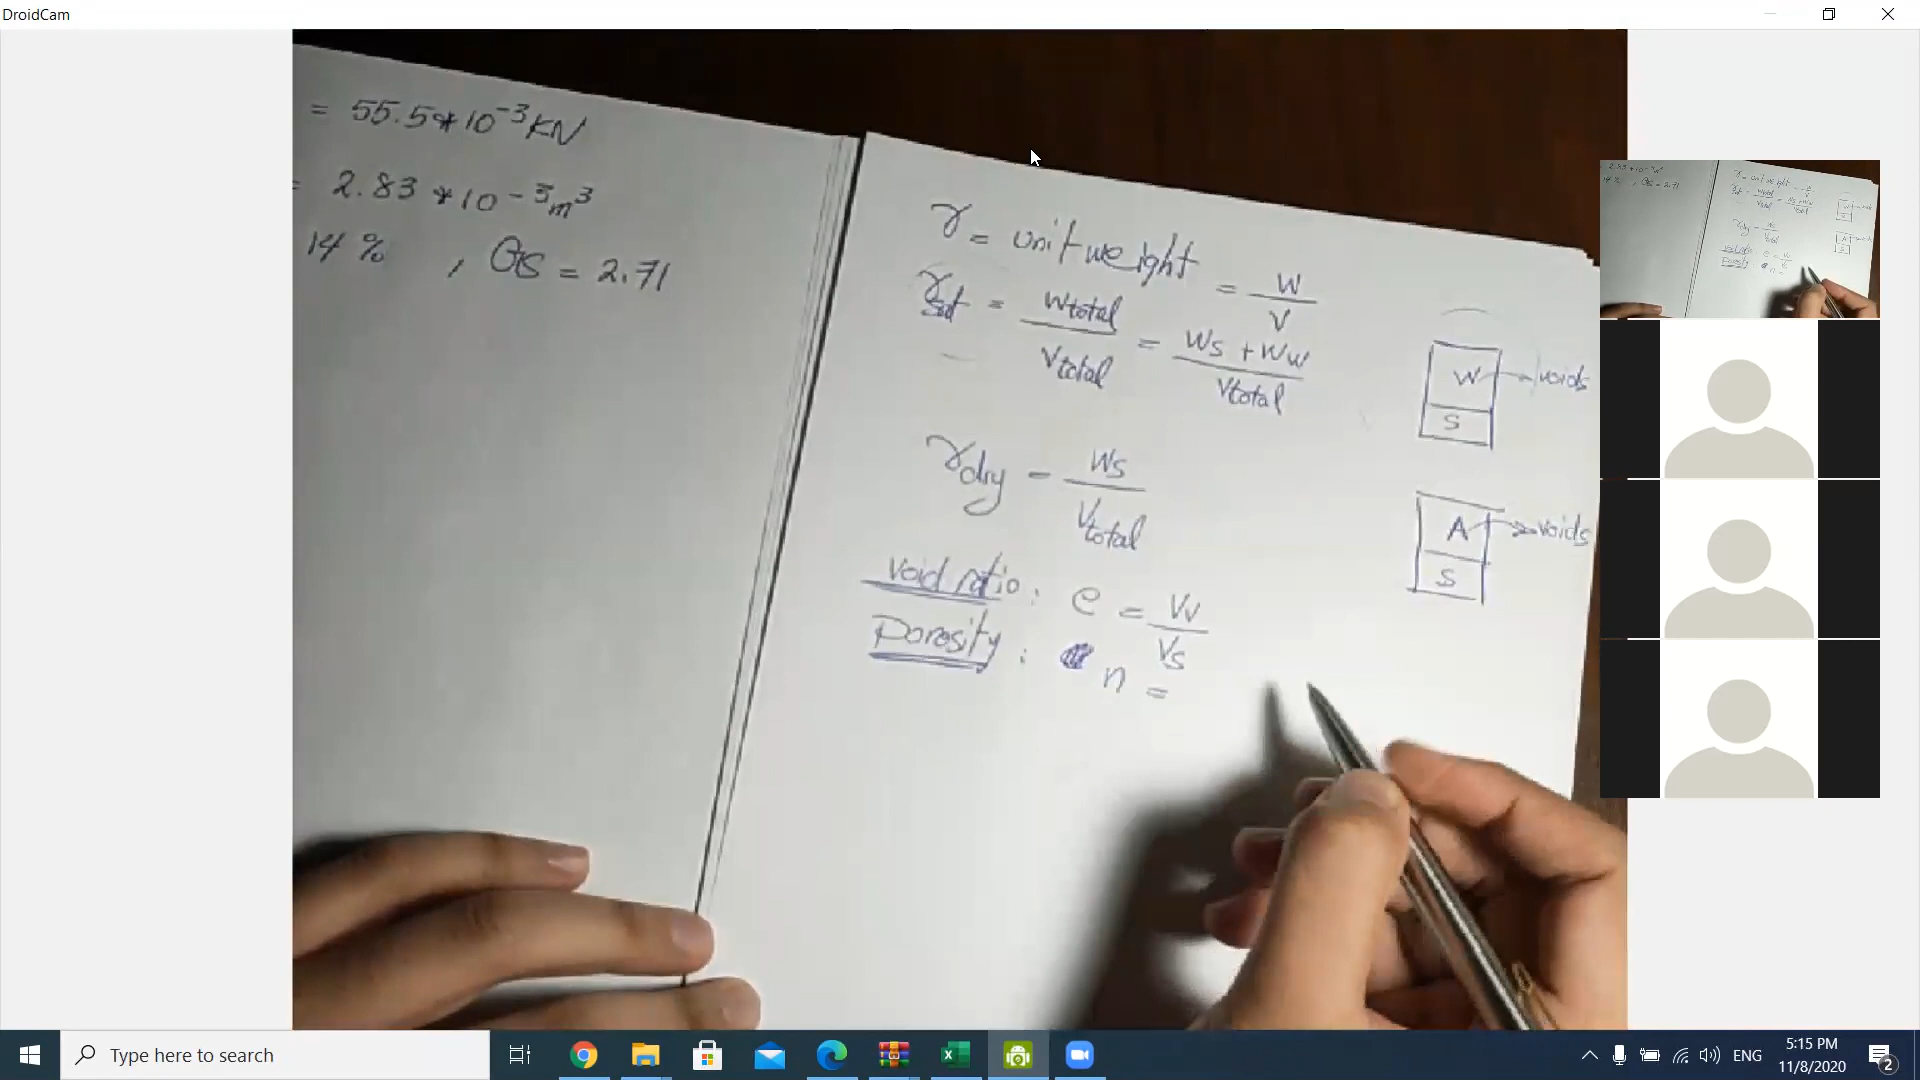 DroidCam
= 55.5*10⁻³ KN
= 2.83 *10⁻³ m³
14 % , Gs = 2.71
γ = unit weight = W / V
γsat = Wtotal / Vtotal = Ws + Ww / Vtotal
W → voids
S
γdry = Ws / Vtotal
A → voids
S
Void ratio : e = Vv / Vs
Porosity : n =
Type here to search
ENG
5:15 PM
11/8/2020
2